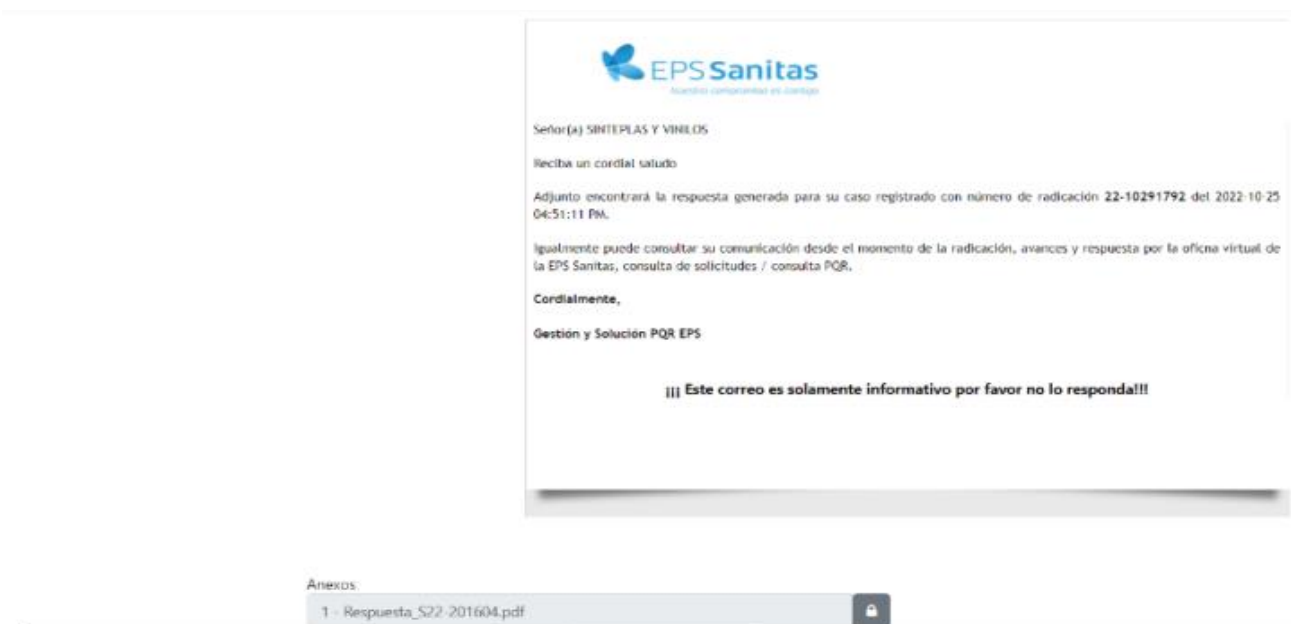 EPS Sanitas
Nuestro compromiso es contigo
Señor(a) SINTEPLAS Y VINILOS
Reciba un cordial saludo
Adjunto encontrará la respuesta generada para su caso registrado con número de radicación 22-10291792 del 2022-10-25
04:51:11 PM.
Igualmente puede consultar su comunicación desde el momento de la radicación, avances y respuesta por la oficna virtual de
la EPS Sanitas, consulta de solicitudes / consulta PQR.
Cordialmente,
Gestión y Solución PQR EPS
¡¡¡ Este correo es solamente informativo por favor no lo responda!!!
Anexos
1 - Respuesta_S22-201604.pdf